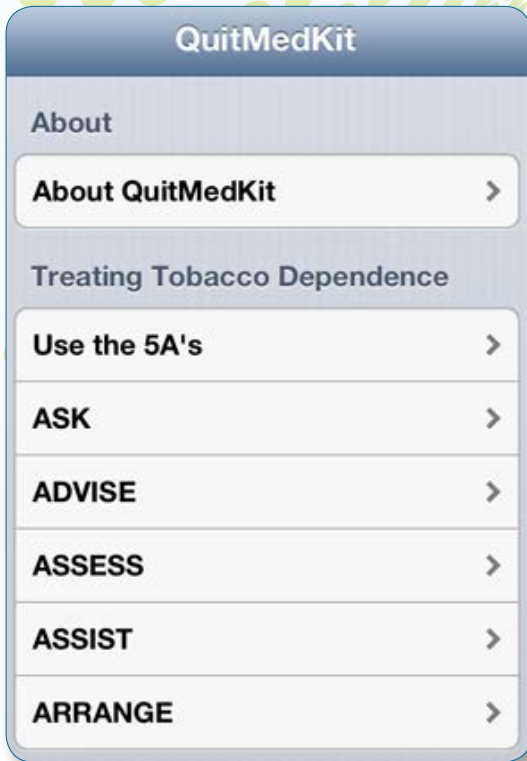 QuitMedKit
About
About QuitMedKit
Treating Tobacco Dependence
Use the 5A's
ASK
ADVISE
ASSESS
ASSIST
ARRANGE